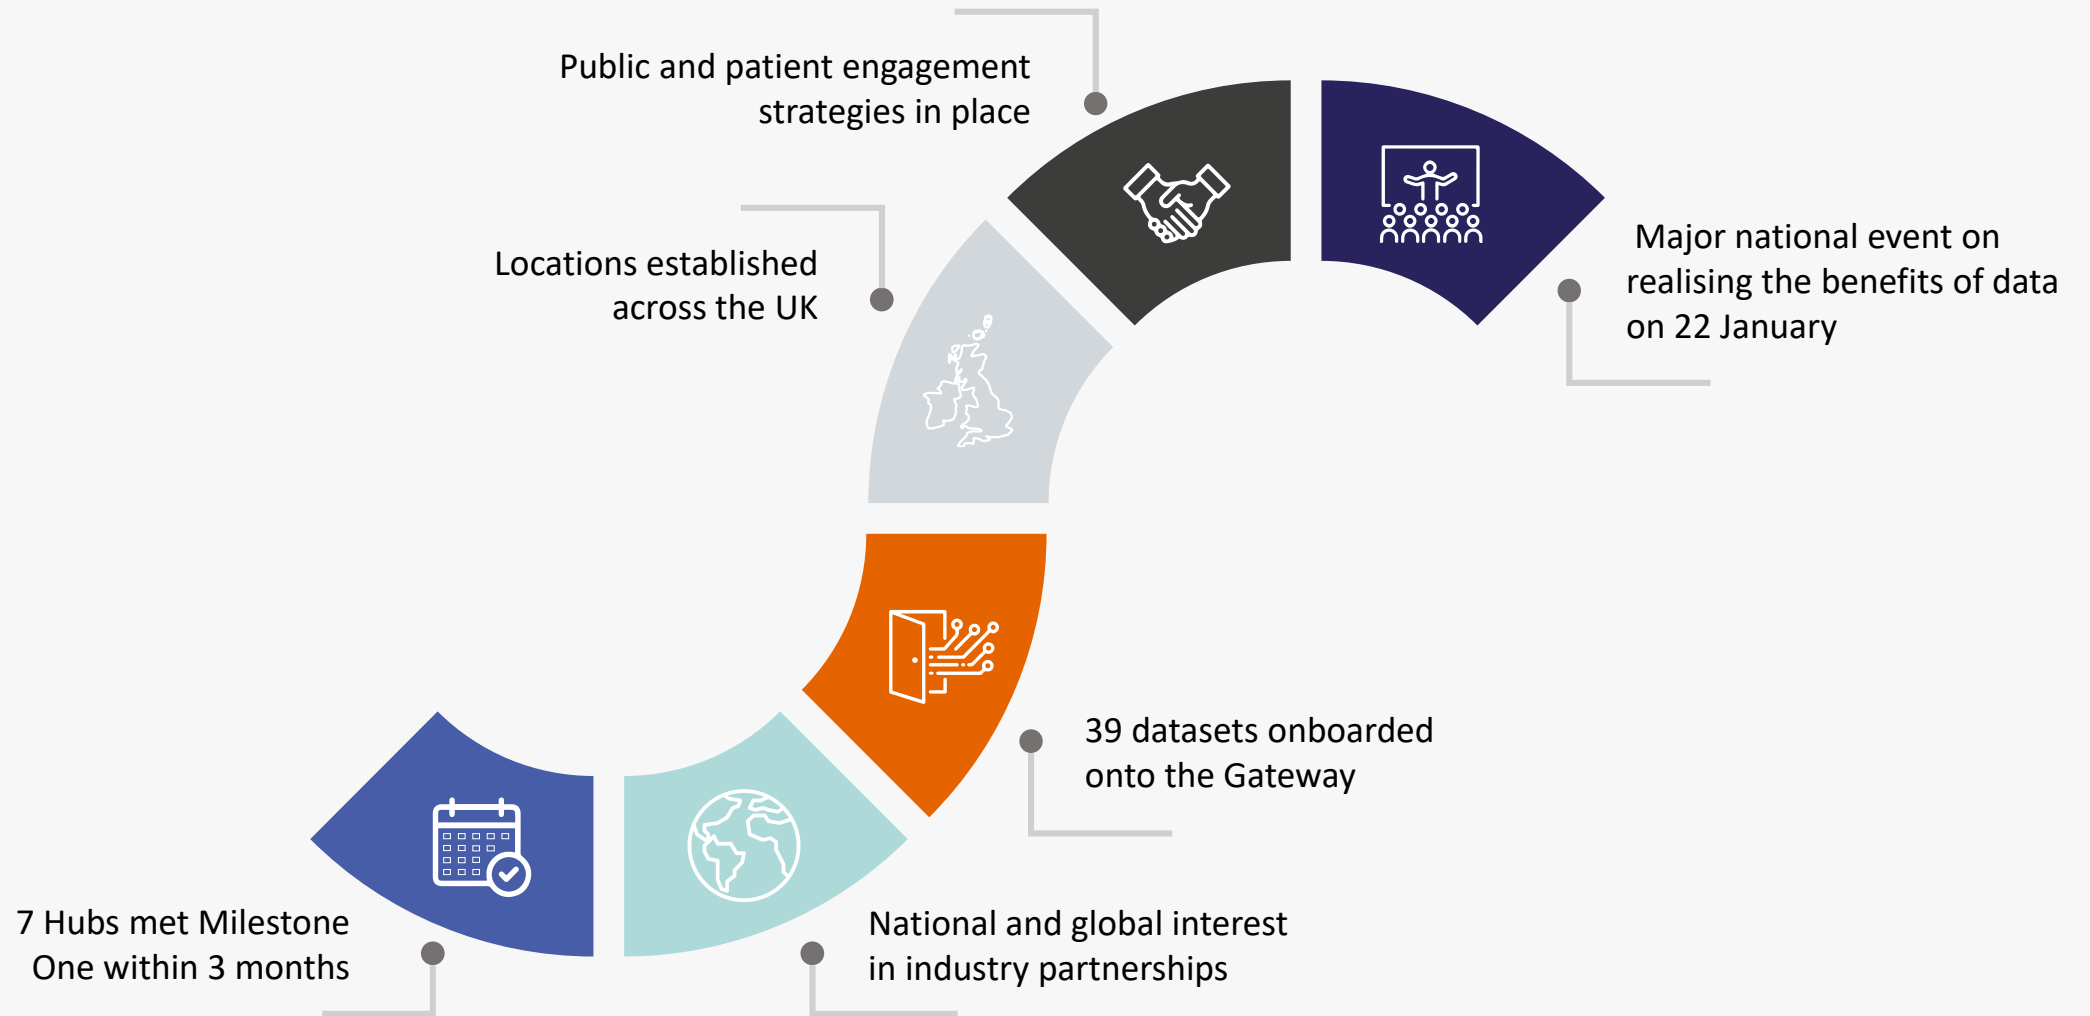 Public and patient engagement
strategies in place
Locations established
across the UK
Major national event on
realising the benefits of data
on 22 January
39 datasets onboarded
onto the Gateway
7 Hubs met Milestone
One within 3 months
National and global interest
in industry partnerships